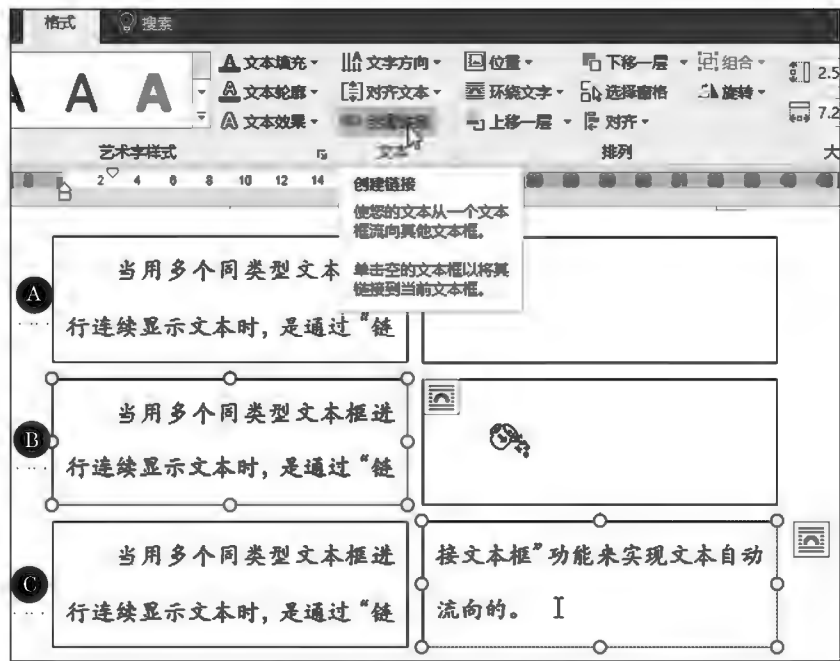 格式 搜索
A A A
文本填充 文字方向 位置 下移一层 组合 2.5
文本轮廓 对齐文本 环绕文字 选择窗格 旋转 7.2
文本效果 上移一层 对齐
艺术字样式 文本 排列 大
2 4 6 8 10 12 14
创建链接
使您的文本从一个文本
框流向其他文本框。
单击空的文本框以将其
链接到当前文本框。
A
当用多个同类型文本
行连续显示文本时，是通过“链
B
当用多个同类型文本框进
行连续显示文本时，是通过“链
C
当用多个同类型文本框进
行连续显示文本时，是通过“链
接文本框”功能来实现文本自动
流向的。